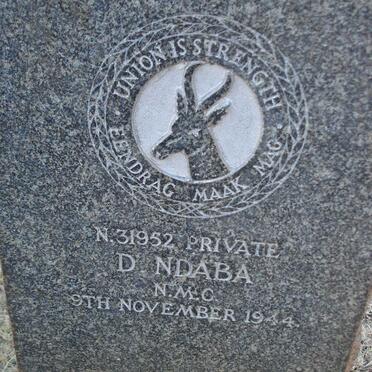 UNION IS STRENGTH
EENDRAG MAAK MAG
N.31952 PRIVATE
D NDABA
N.M.C.
9TH NOVEMBER 1944